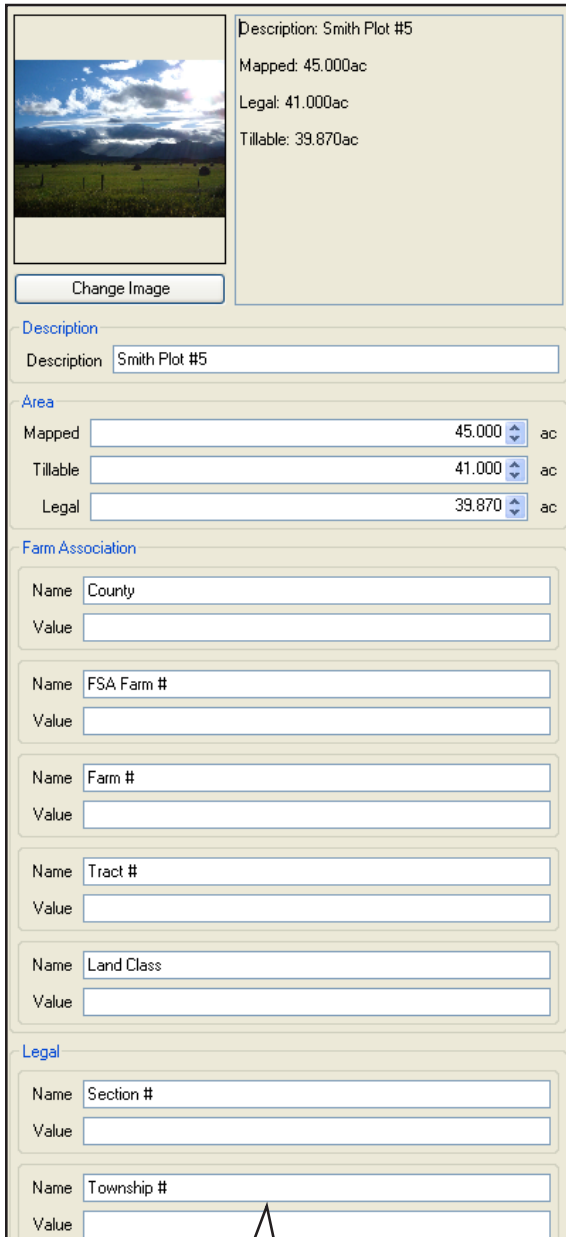 Description: Smith Plot #5
Mapped: 45.000ac
Legal: 41.000ac
Tillable: 39.870ac
Change Image
Description
Description Smith Plot #5
Area
Mapped 45.000 ac
Tillable 41.000 ac
Legal 39.870 ac
Farm Association
Name County
Value
Name FSA Farm #
Value
Name Farm #
Value
Name Tract #
Value
Name Land Class
Value
Legal
Name Section #
Value
Name Township #
Value